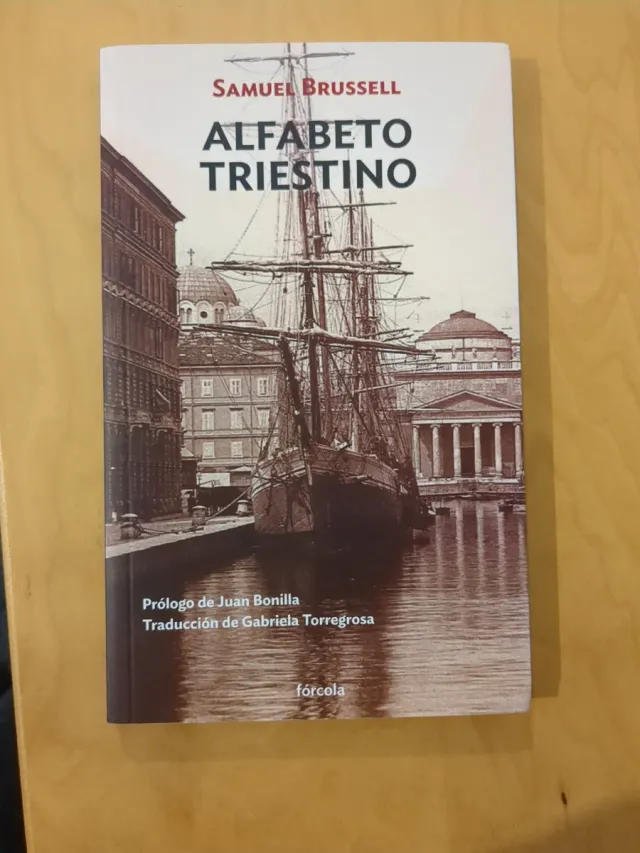 SAMUEL BRUSSELL
ALFABETO
TRIESTINO
Prólogo de Juan Bonilla
Traducción de Gabriela Torregrosa
fórcola